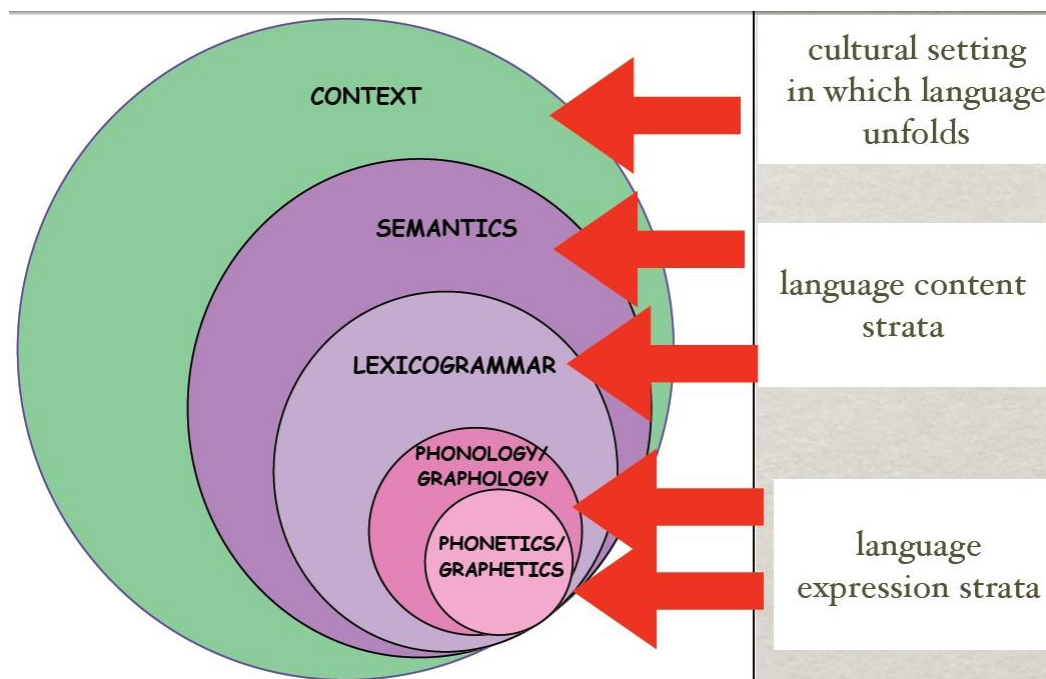 CONTEXT
SEMANTICS
LEXICOGRAMMAR
PHONOLOGY/
GRAPHOLOGY
PHONETICS/
GRAPHETICS
cultural setting
in which language
unfolds
language content
strata
language
expression strata